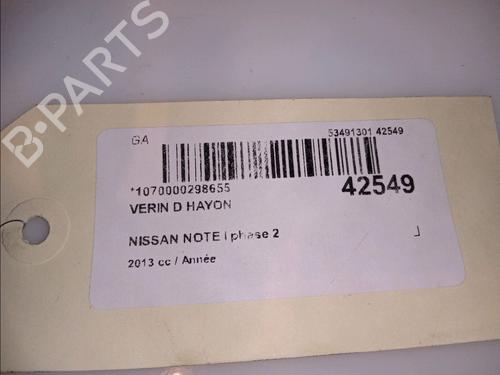 B-PARTS
GA
53491301 42549
*1070000298655
42549
VERIN D HAYON
NISSAN NOTE I phase 2
2013 cc / Année